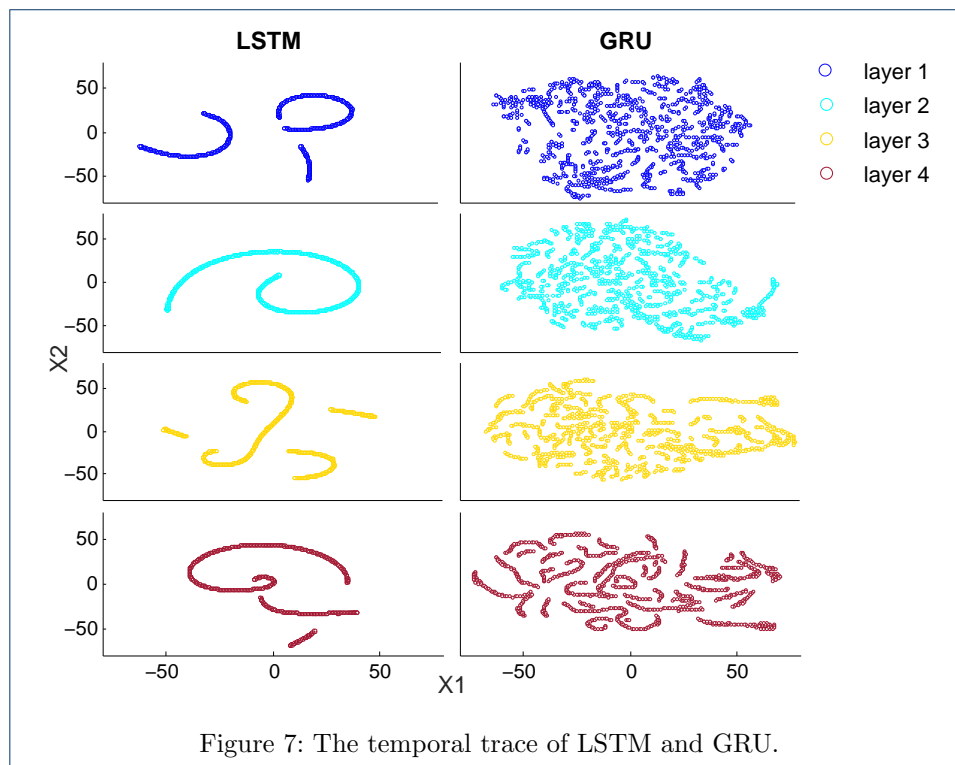 LSTM
GRU
layer 1
layer 2
layer 3
layer 4
50
0
−50
50
0
−50
50
0
−50
50
0
−50
X2
−50
0
50
−50
0
50
X1
Figure 7: The temporal trace of LSTM and GRU.